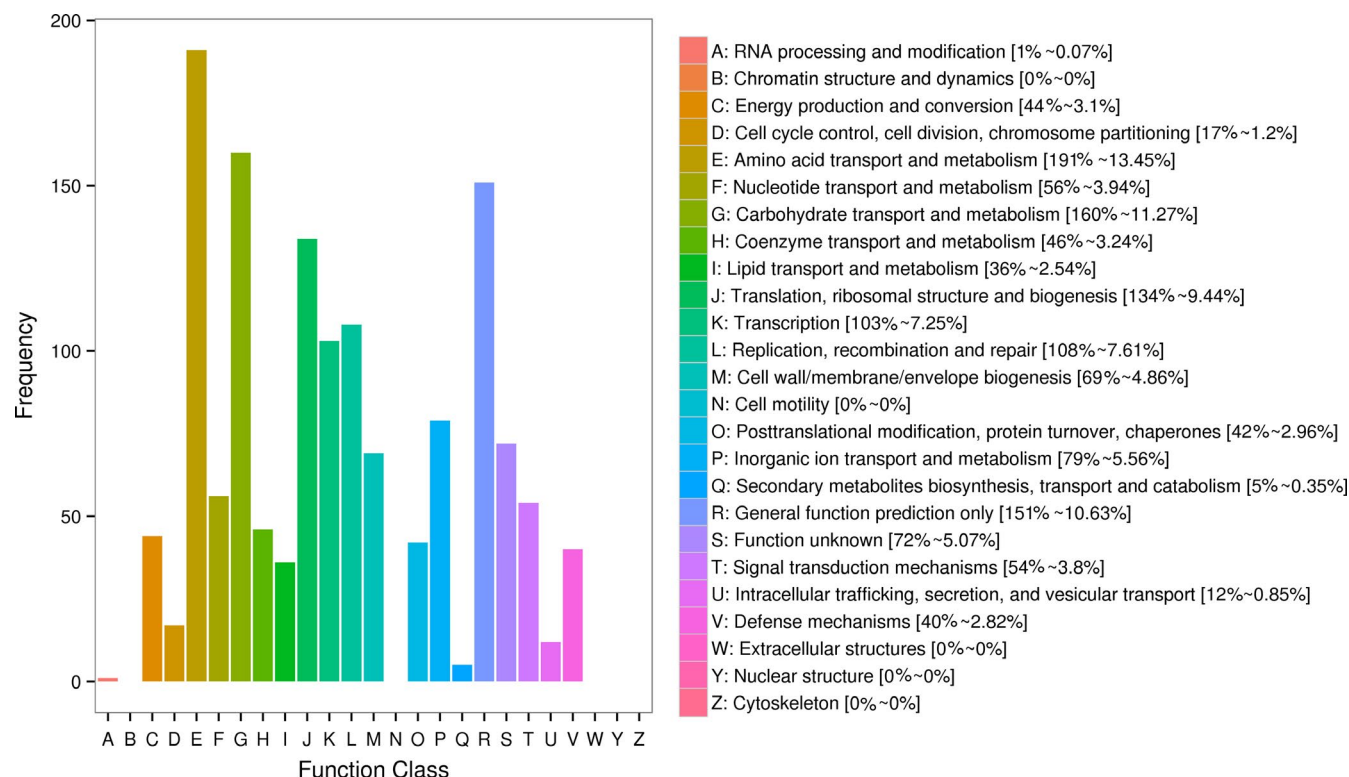 200
150
100
50
0
Frequency
A B C D E F G H I J K L M N O P Q R S T U V W Y Z
Function Class
A: RNA processing and modification [1% ~0.07%]
B: Chromatin structure and dynamics [0%~0%]
C: Energy production and conversion [44%~3.1%]
D: Cell cycle control, cell division, chromosome partitioning [17%~1.2%]
E: Amino acid transport and metabolism [191% ~13.45%]
F: Nucleotide transport and metabolism [56%~3.94%]
G: Carbohydrate transport and metabolism [160%~11.27%]
H: Coenzyme transport and metabolism [46%~3.24%]
I: Lipid transport and metabolism [36%~2.54%]
J: Translation, ribosomal structure and biogenesis [134%~9.44%]
K: Transcription [103%~7.25%]
L: Replication, recombination and repair [108%~7.61%]
M: Cell wall/membrane/envelope biogenesis [69%~4.86%]
N: Cell motility [0%~0%]
O: Posttranslational modification, protein turnover, chaperones [42%~2.96%]
P: Inorganic ion transport and metabolism [79%~5.56%]
Q: Secondary metabolites biosynthesis, transport and catabolism [5%~0.35%]
R: General function prediction only [151% ~10.63%]
S: Function unknown [72%~5.07%]
T: Signal transduction mechanisms [54%~3.8%]
U: Intracellular trafficking, secretion, and vesicular transport [12%~0.85%]
V: Defense mechanisms [40%~2.82%]
W: Extracellular structures [0%~0%]
Y: Nuclear structure [0%~0%]
Z: Cytoskeleton [0%~0%]